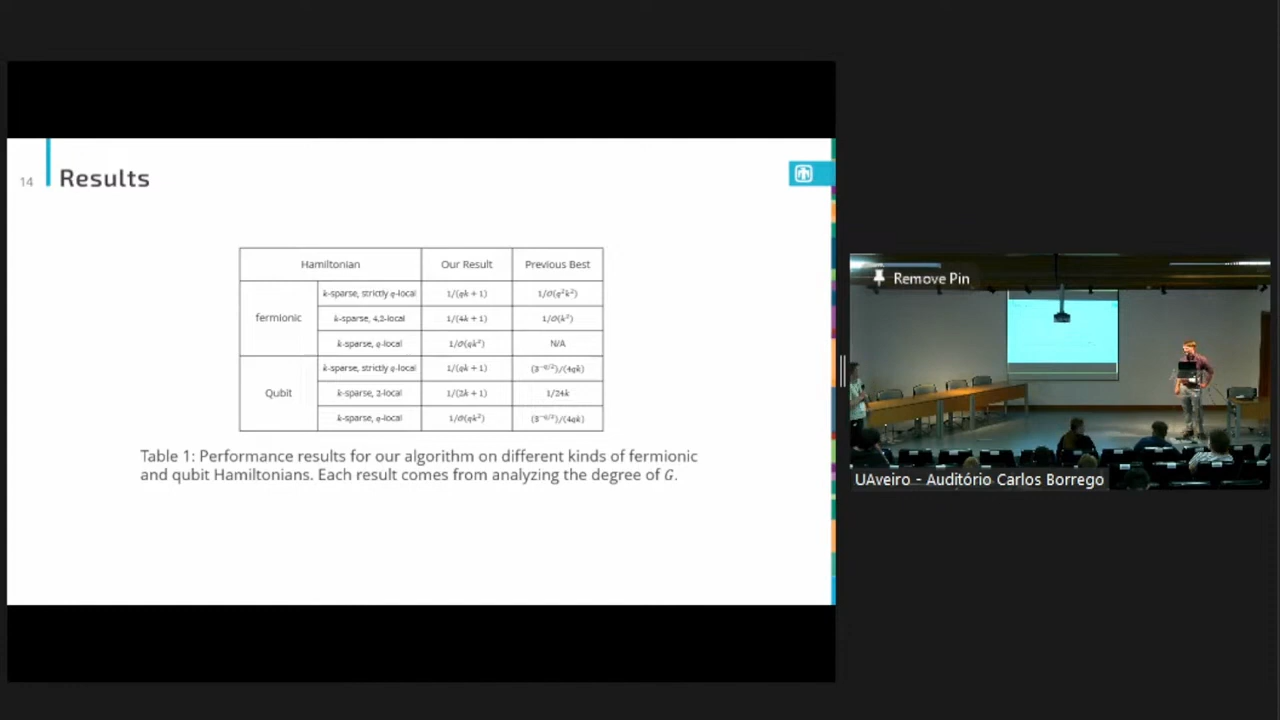 14
Results
Hamiltonian Our Result Previous Best
fermionic
k-sparse, strictly q-local 1/(qk + 1) 1/𝒪(q²k²)
k-sparse, 4,2-local 1/(4k + 1) 1/𝒪(k²)
k-sparse, q-local 1/𝒪(qk²) N/A
Qubit
k-sparse, strictly q-local 1/(qk + 1) (3^{-q/2})/(4qk)
k-sparse, 2-local 1/(2k + 1) 1/24k
k-sparse, q-local 1/𝒪(qk²) (3^{-q/2})/(4qk)
Table 1: Performance results for our algorithm on different kinds of fermionic
and qubit Hamiltonians. Each result comes from analyzing the degree of G.
Remove Pin
UAveiro - Auditório Carlos Borrego